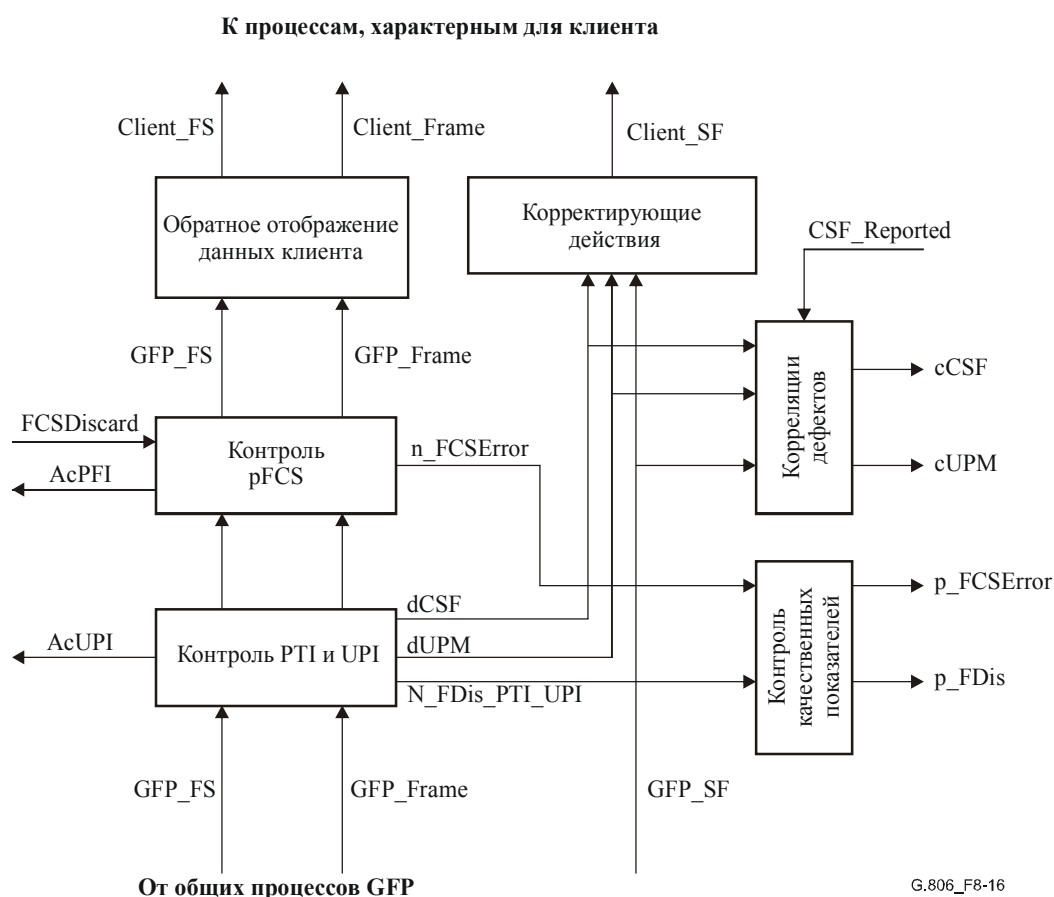 К процессам, характерным для клиента
Client_FS
Client_Frame
Client_SF
Обратное отображение
данных клиента
Корректирующие
действия
CSF_Reported
GFP_FS
GFP_Frame
Корреляции
дефектов
cCSF
cUPM
FCSDiscard
AcPFI
Контроль
pFCS
n_FCSError
AcUPI
Контроль PTI и UPI
dCSF
dUPM
N_FDis_PTI_UPI
Контроль
качественных
показателей
p_FCSError
p_FDis
GFP_FS
GFP_Frame
GFP_SF
От общих процессов GFP
G.806_F8-16